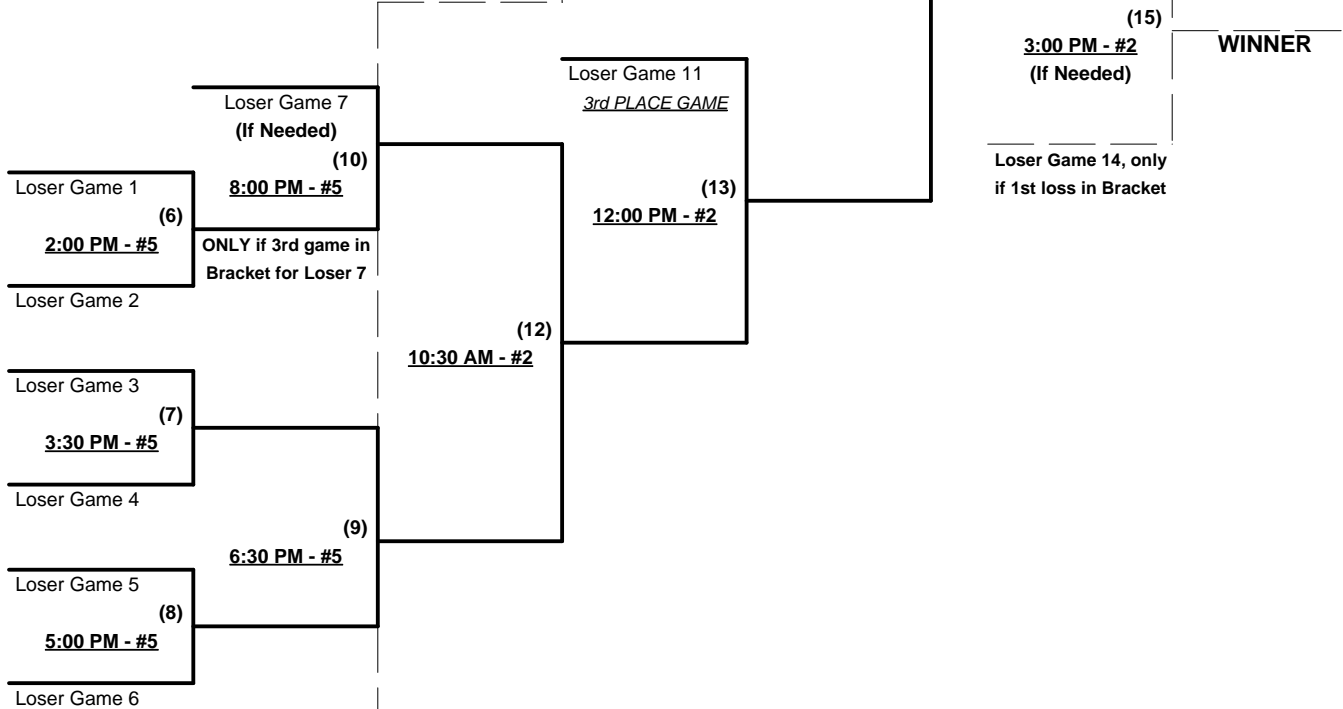 (15)
3:00 PM - #2
(If Needed)
WINNER
Loser Game 11
3rd PLACE GAME
Loser Game 7
(If Needed)
(10)
8:00 PM - #5
Loser Game 14, only
if 1st loss in Bracket
Loser Game 1
(6)
2:00 PM - #5
(13)
12:00 PM - #2
ONLY if 3rd game in
Bracket for Loser 7
Loser Game 2
(12)
10:30 AM - #2
Loser Game 3
(7)
3:30 PM - #5
Loser Game 4
(9)
6:30 PM - #5
Loser Game 5
(8)
5:00 PM - #5
Loser Game 6